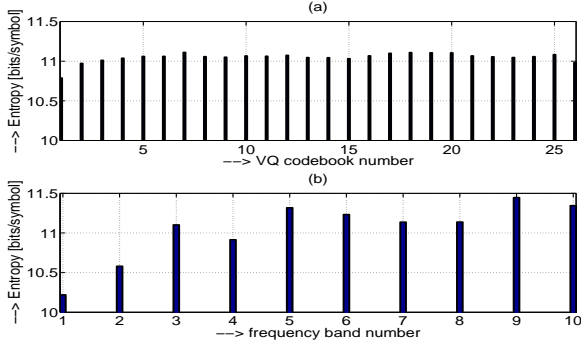 (a)
11.5
11
10.5
10
−−> Entropy [bits/symbol]
5 10 15 20 25
−−> VQ codebook number
(b)
11.5
11
10.5
10
−−> Entropy [bits/symbol]
1 2 3 4 5 6 7 8 9 10
−−> frequency band number